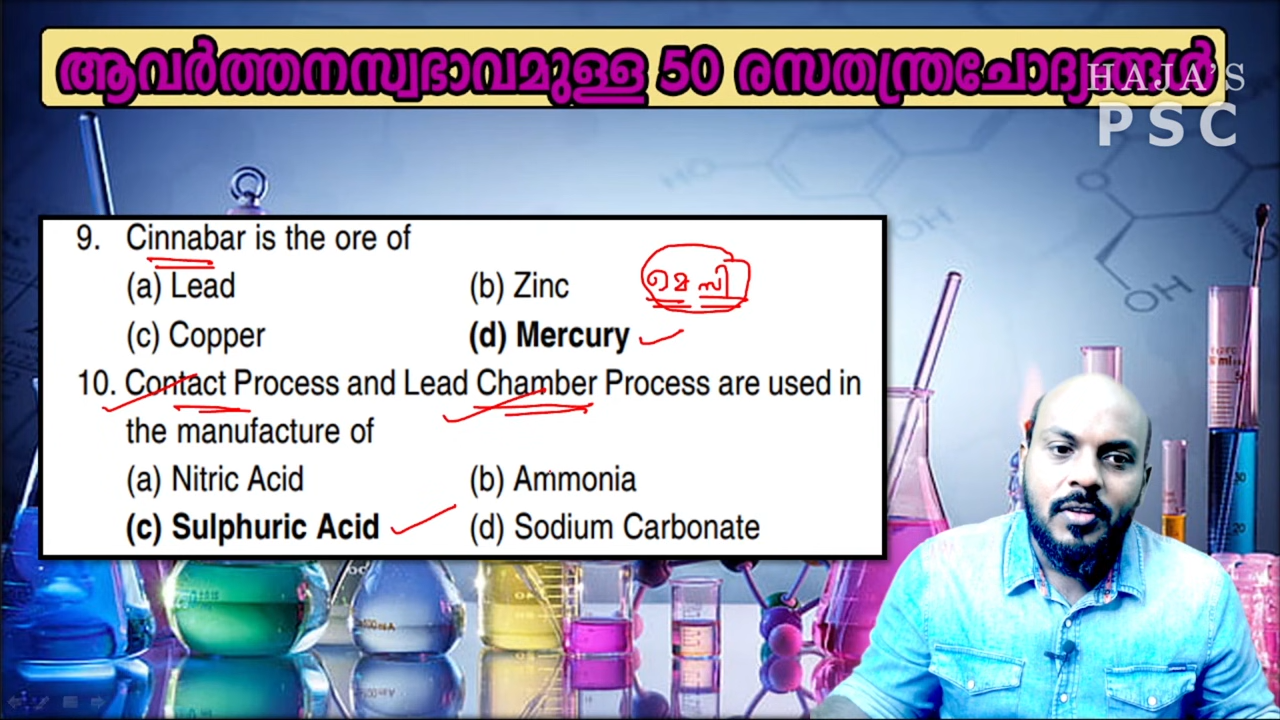 ആവർത്തനസ്വഭാവമുള്ള 50 രസതന്ത്രചോദ്യങ്ങൾ
HAJA'S
PSC
9. Cinnabar is the ore of
(a) Lead (b) Zinc
(c) Copper (d) Mercury
10. Contact Process and Lead Chamber Process are used in
the manufacture of
(a) Nitric Acid (b) Ammonia
(c) Sulphuric Acid (d) Sodium Carbonate